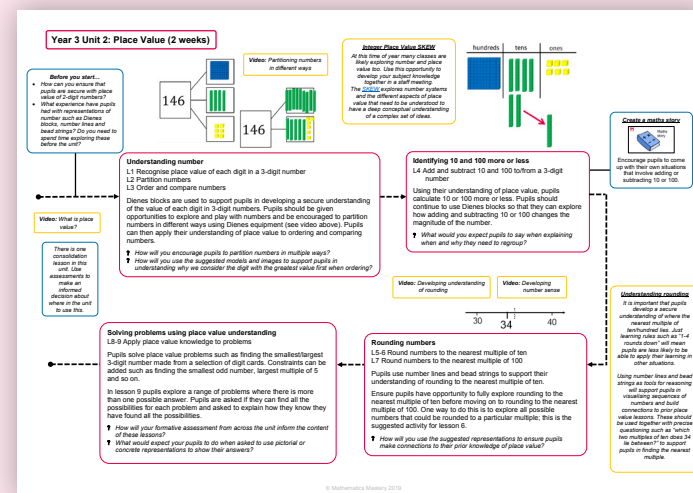 Year 3 Unit 2: Place Value (2 weeks)
Before you start…
• How can you ensure that
pupils are secure with place
value of 2-digit numbers?
• What experience have pupils
had with representations of
number such as Dienes
blocks, number lines and
bead strings? Do you need to
spend time exploring these
before the unit?
146
146
Video: Partitioning numbers
in different ways
Integer Place Value SKEW
At this time of year many classes are
likely exploring number and place
value too. Use this opportunity to
develop your subject knowledge
together in a staff meeting.
The SKEW explores number systems
and the different aspects of place
value that need to be understood to
have a deep conceptual understanding
of a complex set of ideas.
hundreds tens ones
Create a maths story
Maths
story
Encourage pupils to come
up with their own situations
that involve adding or
subtracting 10 or 100.
Understanding number
L1 Recognise place value of each digit in a 3-digit number
L2 Partition numbers
L3 Order and compare numbers
Dienes blocks are used to support pupils in developing a secure understanding
of the value of each digit in 3-digit numbers. Pupils should be given
opportunities to explore and play with numbers and be encouraged to partition
numbers in different ways using Dienes equipment (see video above). Pupils
can then apply their understanding of place value to ordering and comparing
numbers.
How will you encourage pupils to partition numbers in multiple ways?
How will you use the suggested models and images to support pupils in
understanding why we consider the digit with the greatest value first when ordering?
Identifying 10 and 100 more or less
L4 Add and subtract 10 and 100 to/from a 3-digit
number
Using their understanding of place value, pupils
calculate 10 or 100 more or less. Pupils should
continue to use Dienes blocks so that they can explore
how adding and subtracting 10 or 100 changes the
magnitude of the number.
What would you expect pupils to say when explaining
when and why they need to regroup?
Video: What is place
value?
There is one
consolidation
lesson in this
unit. Use
assessments to
make an
informed
decision about
where in the unit
to use this.
Video: Developing understanding
of rounding
Video: Developing
number sense
30 34 40
Understanding rounding
It is important that pupils
develop a secure
understanding of where the
nearest multiple of
ten/hundred lies. Just
learning rules such as "1-4
rounds down" will mean
pupils are less likely to be
able to apply their learning in
other situations.
Using number lines and bead
strings as tools for reasoning
will support pupils in
visualising sequences of
numbers and build
connections to prior place
value lessons. These should
be used together with precise
questioning such as "which
two multiples of ten does 34
lie between?" to support
pupils in finding the nearest
multiple.
Solving problems using place value understanding
L8-9 Apply place value knowledge to problems
Pupils solve place value problems such as finding the smallest/largest
3-digit number made from a selection of digit cards. Constraints can be
added such as finding the smallest odd number, largest multiple of 5
and so on.
In lesson 9 pupils explore a range of problems where there is more
than one possible answer. Pupils are asked if they can find all the
possibilities for each problem and asked to explain how they know they
have found all the possibilities.
How will your formative assessment from across the unit inform the content
of these lessons?
What would expect your pupils to do when asked to use pictorial or
concrete representations to show their answers?
Rounding numbers
L5-6 Round numbers to the nearest multiple of ten
L7 Round numbers to the nearest multiple of 100
Pupils use number lines and bead strings to support their
understanding of rounding to the nearest multiple of ten.
Ensure pupils have opportunity to fully explore rounding to the
nearest multiple of ten before moving on to rounding to the nearest
multiple of 100. One way to do this is to explore all possible
numbers that could be rounded to a particular multiple; this is the
suggested activity for lesson 6.
How will you use the suggested representations to ensure pupils
make connections to their prior knowledge of place value?
© Mathematics Mastery 2019